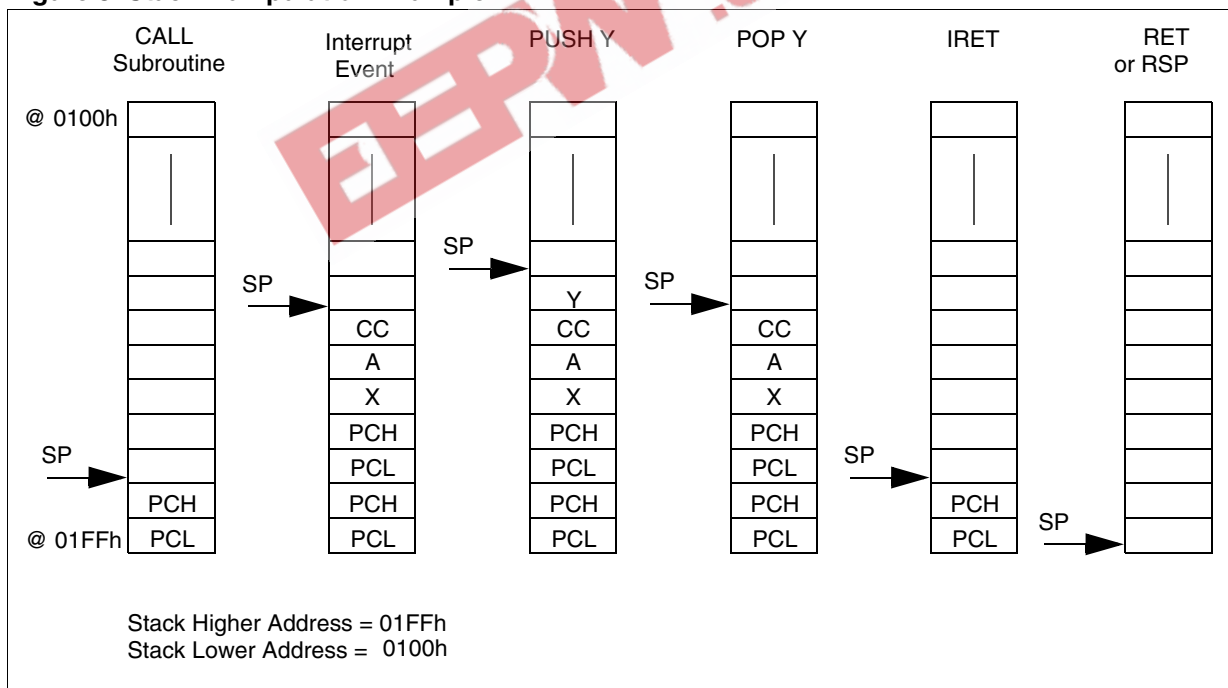 CALL
Subroutine
Interrupt
Event
PUSH Y
POP Y
IRET
RET
or RSP
@ 0100h
SP
SP
SP
Y
CC
CC
CC
A
A
A
X
X
X
PCH
PCH
PCH
SP
PCL
PCL
PCL
SP
PCH
PCH
PCH
PCH
PCH
@ 01FFh
PCL
PCL
PCL
PCL
PCL
SP
Stack Higher Address = 01FFh
Stack Lower Address = 0100h